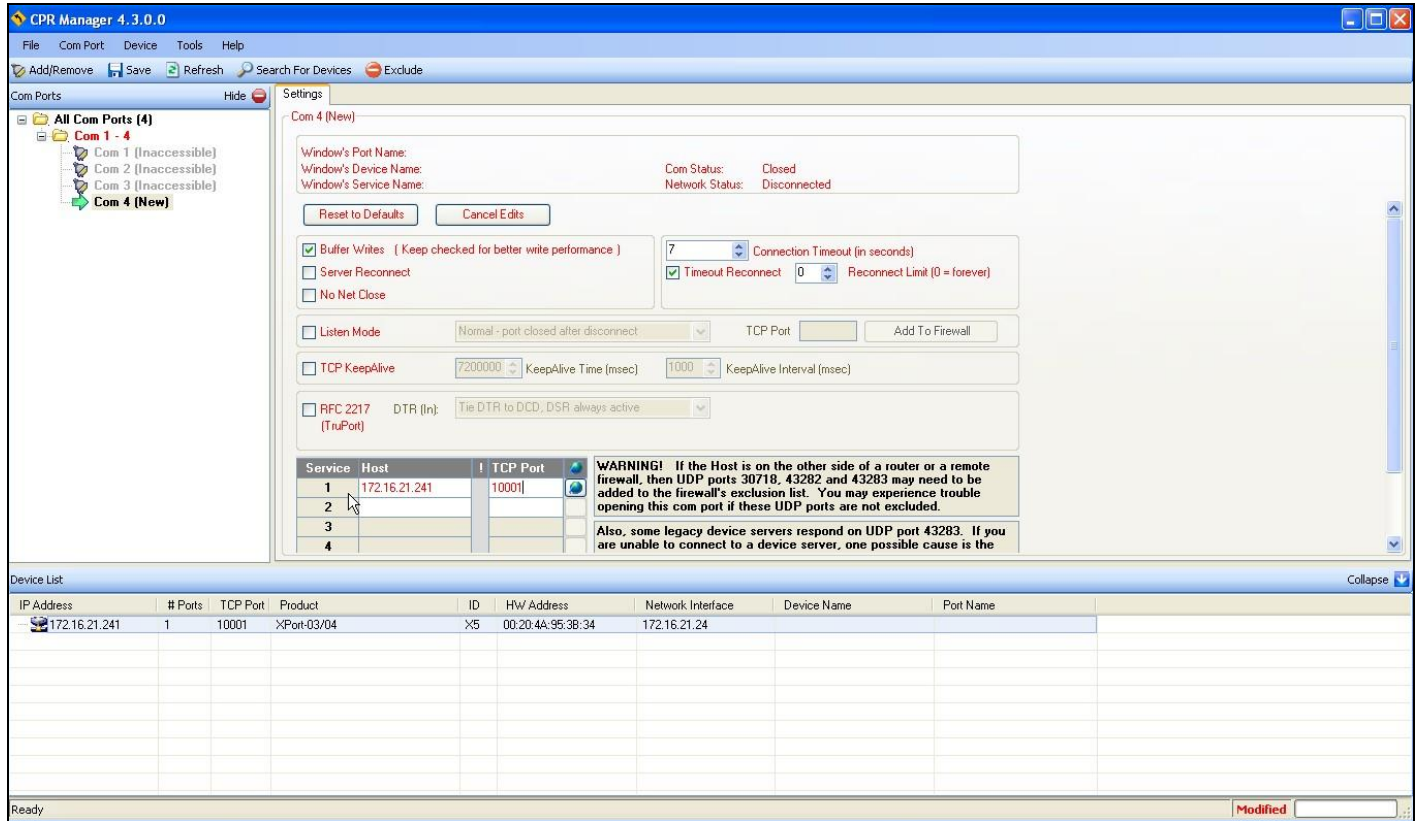 CPR Manager 4.3.0.0
File Com Port Device Tools Help
Add/Remove Save Refresh Search For Devices Exclude
Com Ports Hide
All Com Ports (4)
Com 1 - 4
Com 1 (Inaccessible)
Com 2 (Inaccessible)
Com 3 (Inaccessible)
Com 4 (New)
Settings
Com 4 (New)
Window's Port Name:
Window's Device Name: Com Status: Closed
Window's Service Name: Network Status: Disconnected
Reset to Defaults Cancel Edits
Buffer Writes ( Keep checked for better write performance ) 7 Connection Timeout (in seconds)
Server Reconnect Timeout Reconnect 0 Reconnect Limit (0 = forever)
No Net Close
Listen Mode Normal - port closed after disconnect TCP Port Add To Firewall
TCP KeepAlive 7200000 KeepAlive Time (msec) 1000 KeepAlive Interval (msec)
RFC 2217 DTR (In): Tie DTR to DCD, DSR always active
(TruPort)
Service Host ! TCP Port
1 172.16.21.241 10001
2
3
4
WARNING! If the Host is on the other side of a router or a remote
firewall, then UDP ports 30718, 43282 and 43283 may need to be
added to the firewall's exclusion list. You may experience trouble
opening this com port if these UDP ports are not excluded.
Also, some legacy device servers respond on UDP port 43283. If you
are unable to connect to a device server, one possible cause is the
Device List Collapse
IP Address # Ports TCP Port Product ID HW Address Network Interface Device Name Port Name
172.16.21.241 1 10001 XPort-03/04 X5 00:20:4A:95:3B:34 172.16.21.24
Ready Modified